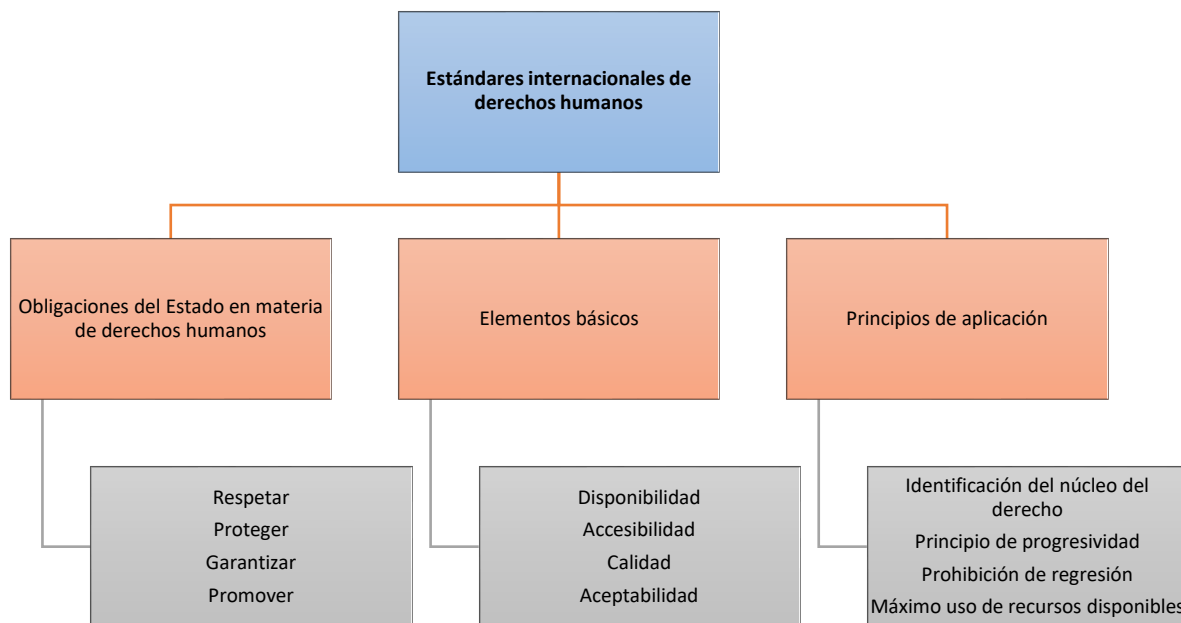 Estándares internacionales de
derechos humanos
Obligaciones del Estado en materia
de derechos humanos
Elementos básicos
Principios de aplicación
Respetar
Proteger
Garantizar
Promover
Disponibilidad
Accesibilidad
Calidad
Aceptabilidad
Identificación del núcleo del
derecho
Principio de progresividad
Prohibición de regresión
Máximo uso de recursos disponibles